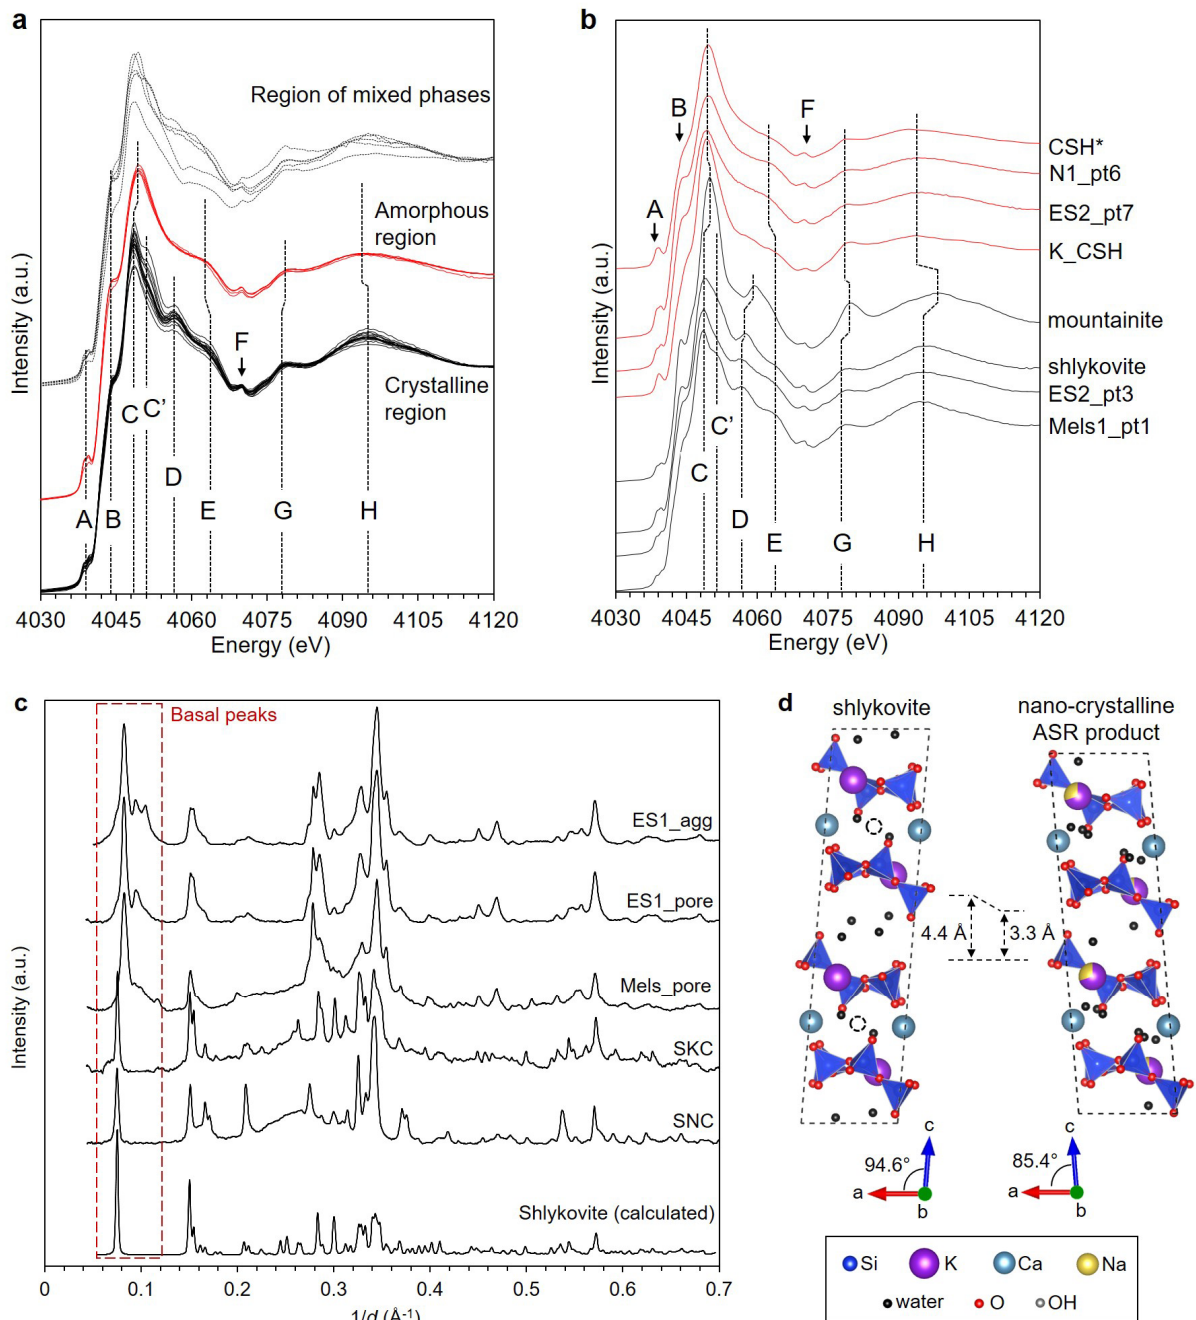 a
Region of mixed phases
Amorphous
region
F
Crystalline
region
C C'
D
A B
E
G
H
Intensity (a.u.)
4030 4045 4060 4075 4090 4105 4120
Energy (eV)
b
B
F
A
CSH*
N1_pt6
ES2_pt7
K_CSH
mountainite
shlykovite
ES2_pt3
Mels1_pt1
C'
C
D
E
G
H
Intensity (a.u.)
4030 4045 4060 4075 4090 4105 4120
Energy (eV)
c
Basal peaks
ES1_agg
ES1_pore
Mels_pore
SKC
SNC
Shlykovite (calculated)
Intensity (a.u.)
0 0.1 0.2 0.3 0.4 0.5 0.6 0.7
1/d (Å-1)
d
shlykovite
nano-crystalline
ASR product
4.4 Å
3.3 Å
c
94.6°
a
b
c
85.4°
a
b
Si K Ca Na
water O OH